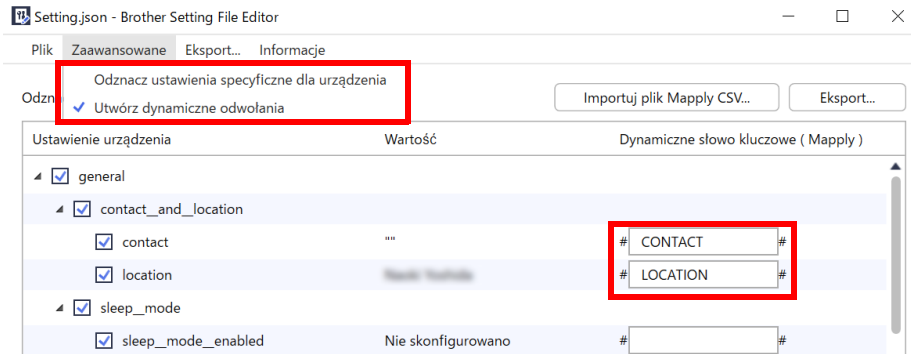 Setting.json - Brother Setting File Editor
Plik Zaawansowane Eksport... Informacje
Odznacz ustawienia specyficzne dla urządzenia
Utwórz dynamiczne odwołania
Importuj plik Mapply CSV... Eksport...
Ustawienie urządzenia Wartość Dynamiczne słowo kluczowe ( Mapply )
general
contact__and__location
contact "" # CONTACT #
location # LOCATION #
sleep__mode
sleep__mode__enabled Nie skonfigurowano # #